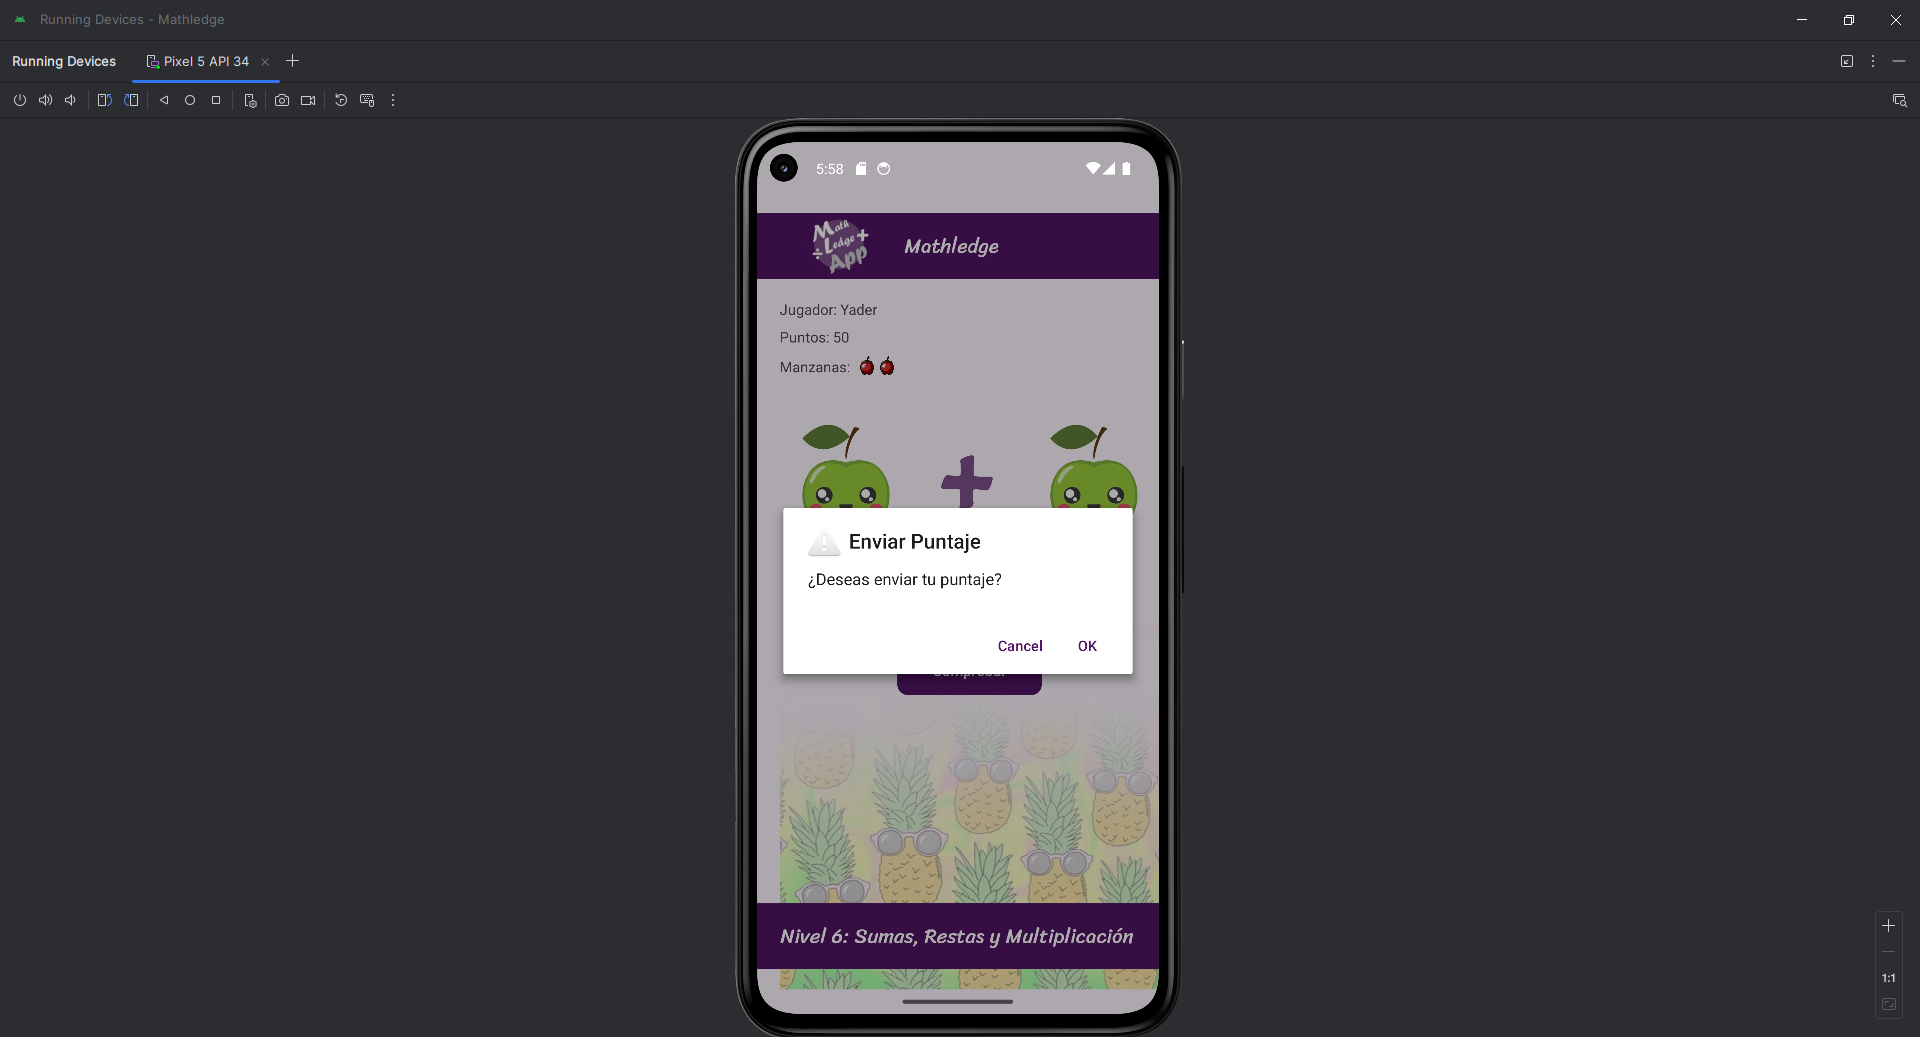 Running Devices - Mathledge
Running Devices
Pixel 5 API 34
5:58
Math
Ledge
App
Mathledge
Jugador: Yader
Puntos: 50
Manzanas:
Enviar Puntaje
¿Deseas enviar tu puntaje?
Cancel OK
Nivel 6: Sumas, Restas y Multiplicación
1:1